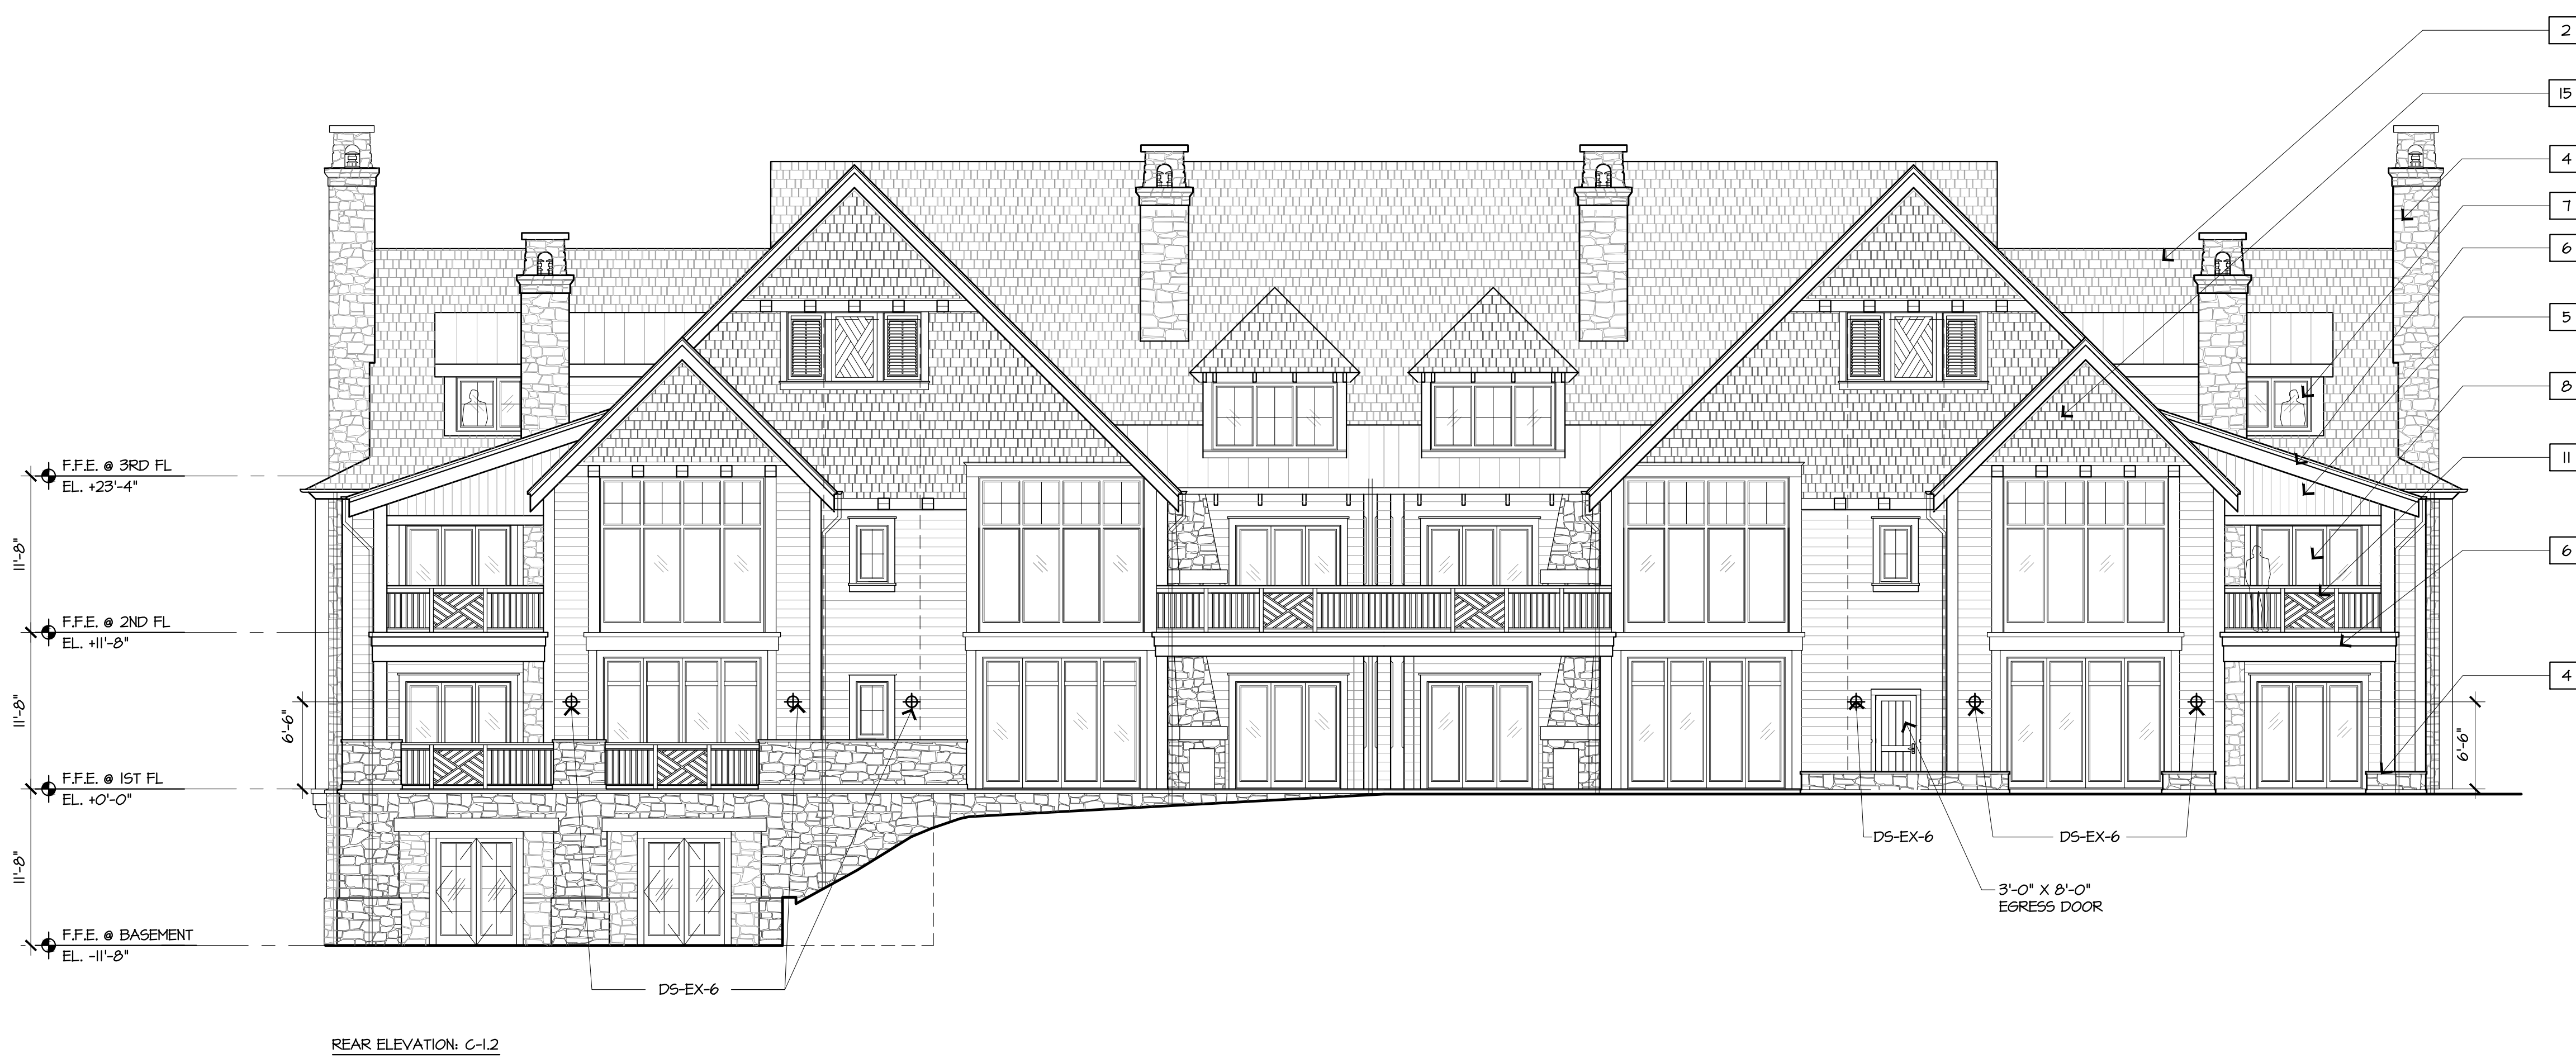 2
15
4
7
6
5
8
11
6
4
F.F.E. @ 3RD FL
EL. +23'-4"
11'-8"
F.F.E. @ 2ND FL
EL. +11'-8"
11'-8"
6'-6"
6'-6"
F.F.E. @ 1ST FL
EL. +0'-0"
DS-EX-6
DS-EX-6
11'-8"
3'-0" X 8'-0"
EGRESS DOOR
F.F.E. @ BASEMENT
EL. -11'-8"
DS-EX-6
REAR ELEVATION: C-1.2